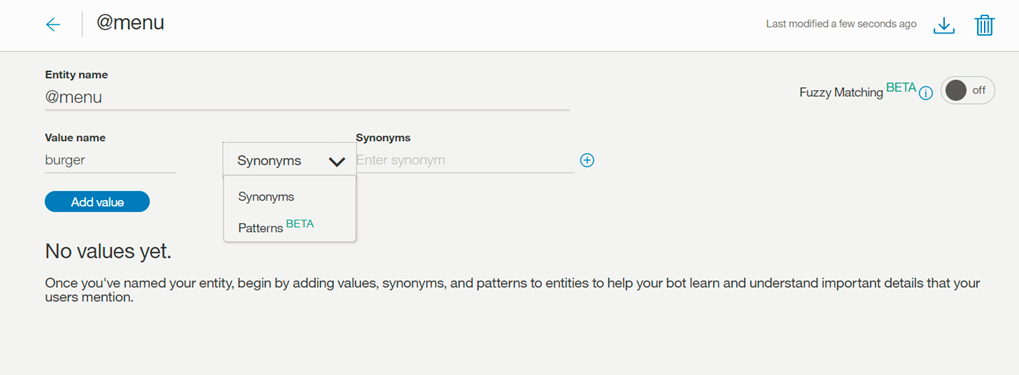 @menu
Last modified a few seconds ago
Entity name
@menu
Fuzzy Matching BETA
off
Value name
Synonyms
burger
Synonyms
Enter synonym
Synonyms
Patterns BETA
Add value
No values yet.
Once you've named your entity, begin by adding values, synonyms, and patterns to entities to help your bot learn and understand important details that your
users mention.